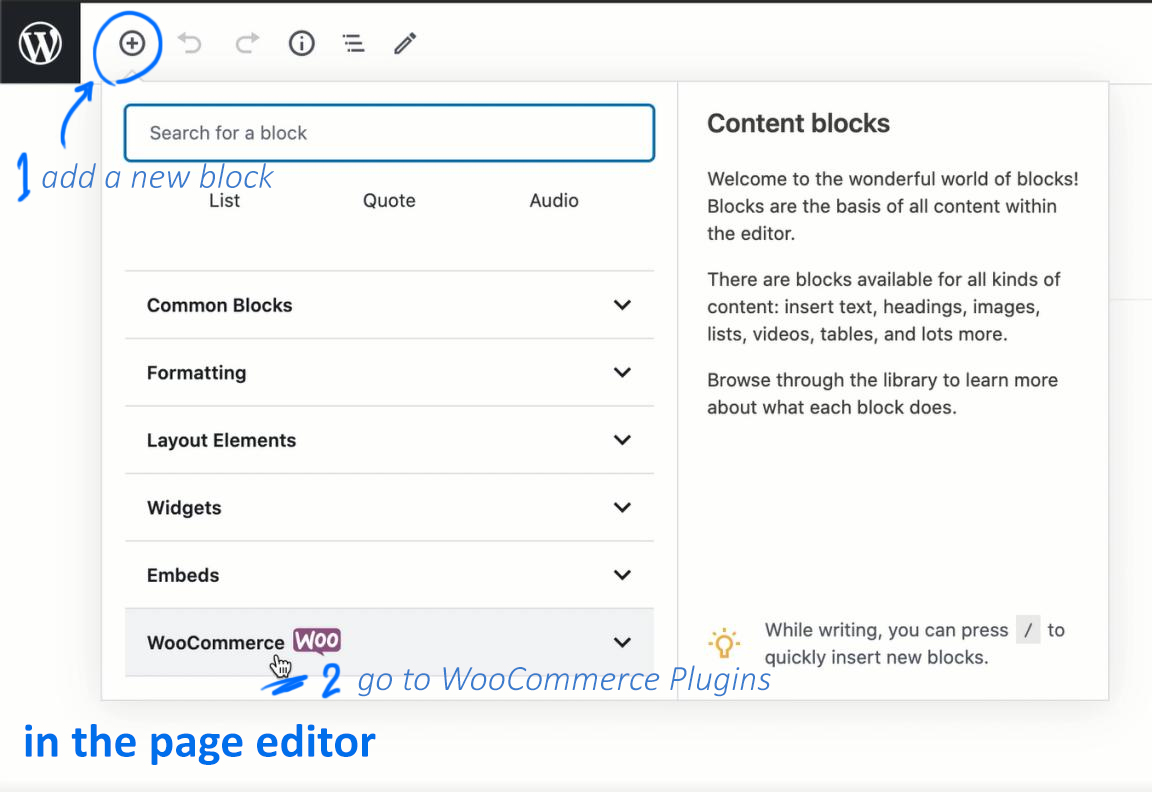 Search for a block
1 add a new block
List Quote Audio
Common Blocks
Formatting
Layout Elements
Widgets
Embeds
WooCommerce WOO
2 go to WooCommerce Plugins
Content blocks
Welcome to the wonderful world of blocks!
Blocks are the basis of all content within
the editor.
There are blocks available for all kinds of
content: insert text, headings, images,
lists, videos, tables, and lots more.
Browse through the library to learn more
about what each block does.
While writing, you can press / to
quickly insert new blocks.
in the page editor